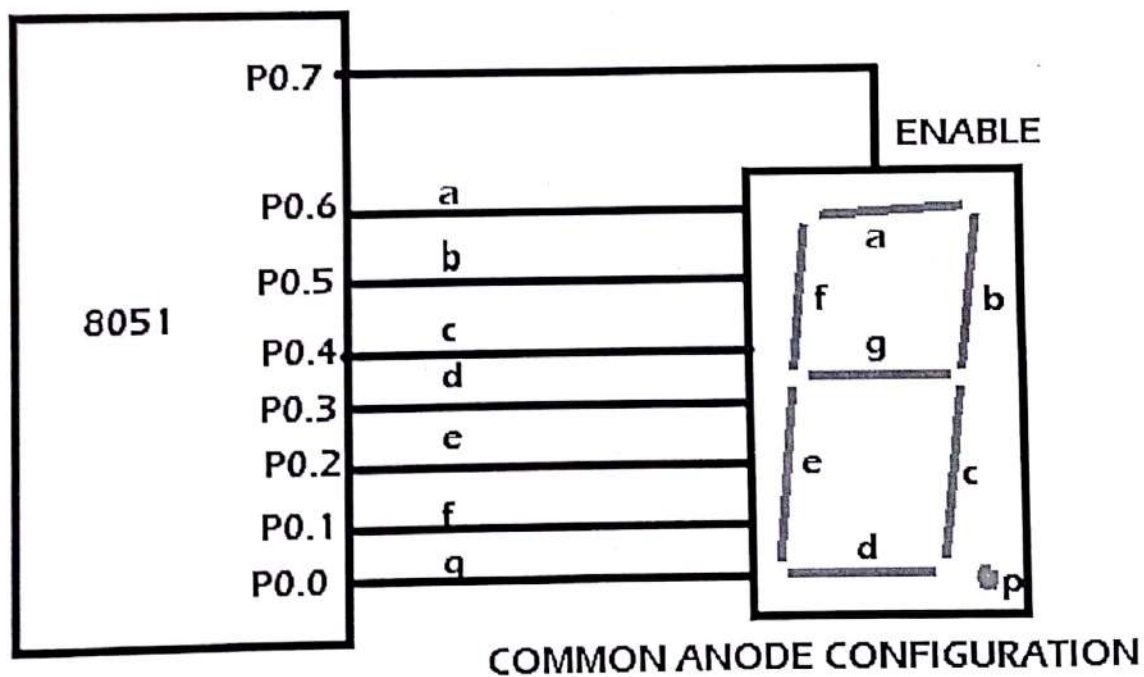 P0.7
ENABLE
P0.6 a
P0.5 b
8051
P0.4 c
P0.3 d
P0.2 e
P0.1 f
P0.0 q
a
f
b
g
e
c
d
p
COMMON ANODE CONFIGURATION